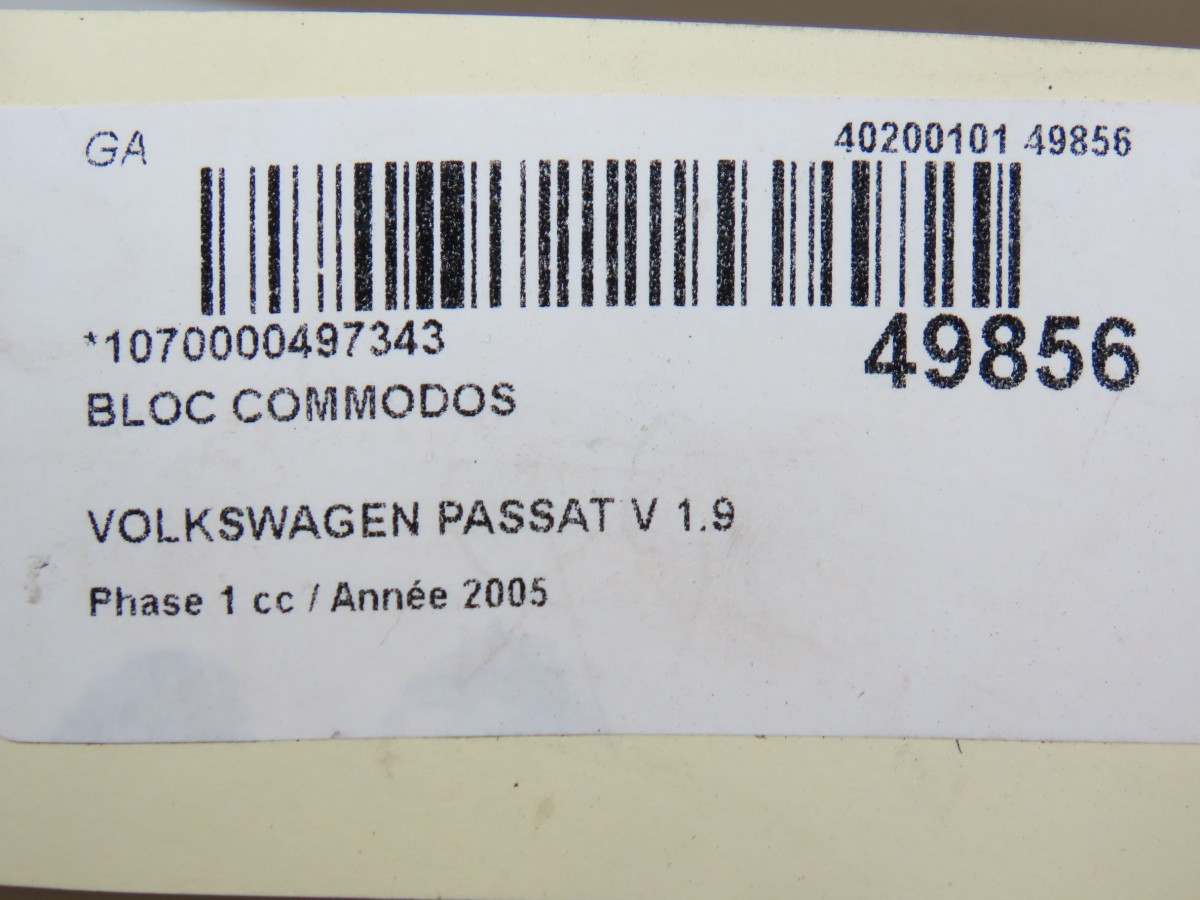 GA
40200101 49856
*1070000497343
49856
BLOC COMMODOS
VOLKSWAGEN PASSAT V 1.9
Phase 1 cc / Année 2005